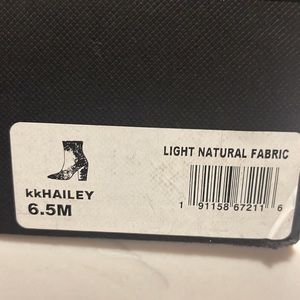 LIGHT NATURAL FABRIC
kkHAILEY
6.5M
1 91158 67211 6